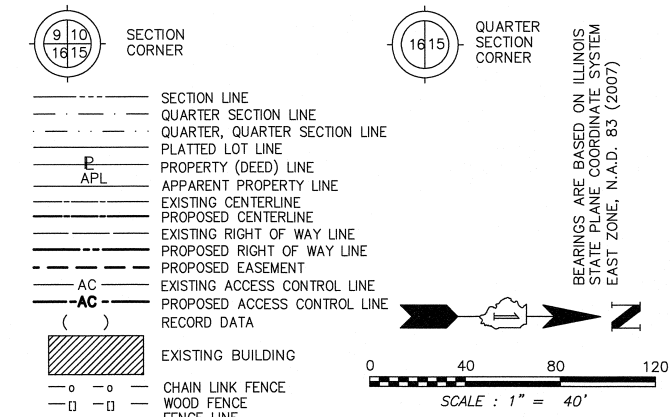 9 10
16 15
SECTION
CORNER
16 15
QUARTER
SECTION
CORNER
SECTION LINE
QUARTER SECTION LINE
QUARTER, QUARTER SECTION LINE
PLATTED LOT LINE
PL PROPERTY (DEED) LINE
APL APPARENT PROPERTY LINE
EXISTING CENTERLINE
PROPOSED CENTERLINE
EXISTING RIGHT OF WAY LINE
PROPOSED RIGHT OF WAY LINE
PROPOSED EASEMENT
AC EXISTING ACCESS CONTROL LINE
AC PROPOSED ACCESS CONTROL LINE
( ) RECORD DATA
EXISTING BUILDING
CHAIN LINK FENCE
WOOD FENCE
FENCE LINE
BEARINGS ARE BASED ON ILLINOIS
STATE PLANE COORDINATE SYSTEM
EAST ZONE, N.A.D. 83 (2007)
N
0 40 80 120
SCALE : 1" = 40'